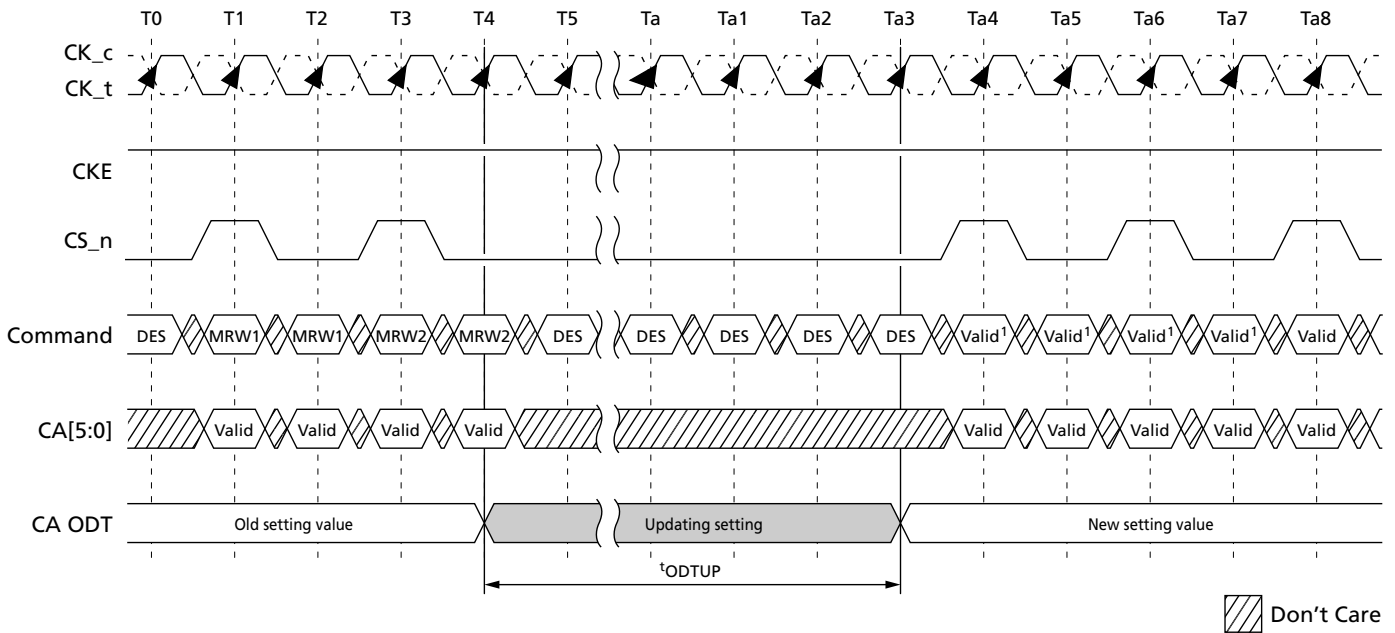 T0 T1 T2 T3 T4 T5 Ta Ta1 Ta2 Ta3 Ta4 Ta5 Ta6 Ta7 Ta8
CK_c
CK_t
CKE
CS_n
Command DES MRW1 MRW1 MRW2 MRW2 DES DES DES DES DES Valid¹ Valid¹ Valid¹ Valid¹ Valid
CA[5:0] Valid Valid Valid Valid Valid Valid Valid Valid Valid
CA ODT Old setting value Updating setting New setting value
ᵗODTUP
Don't Care